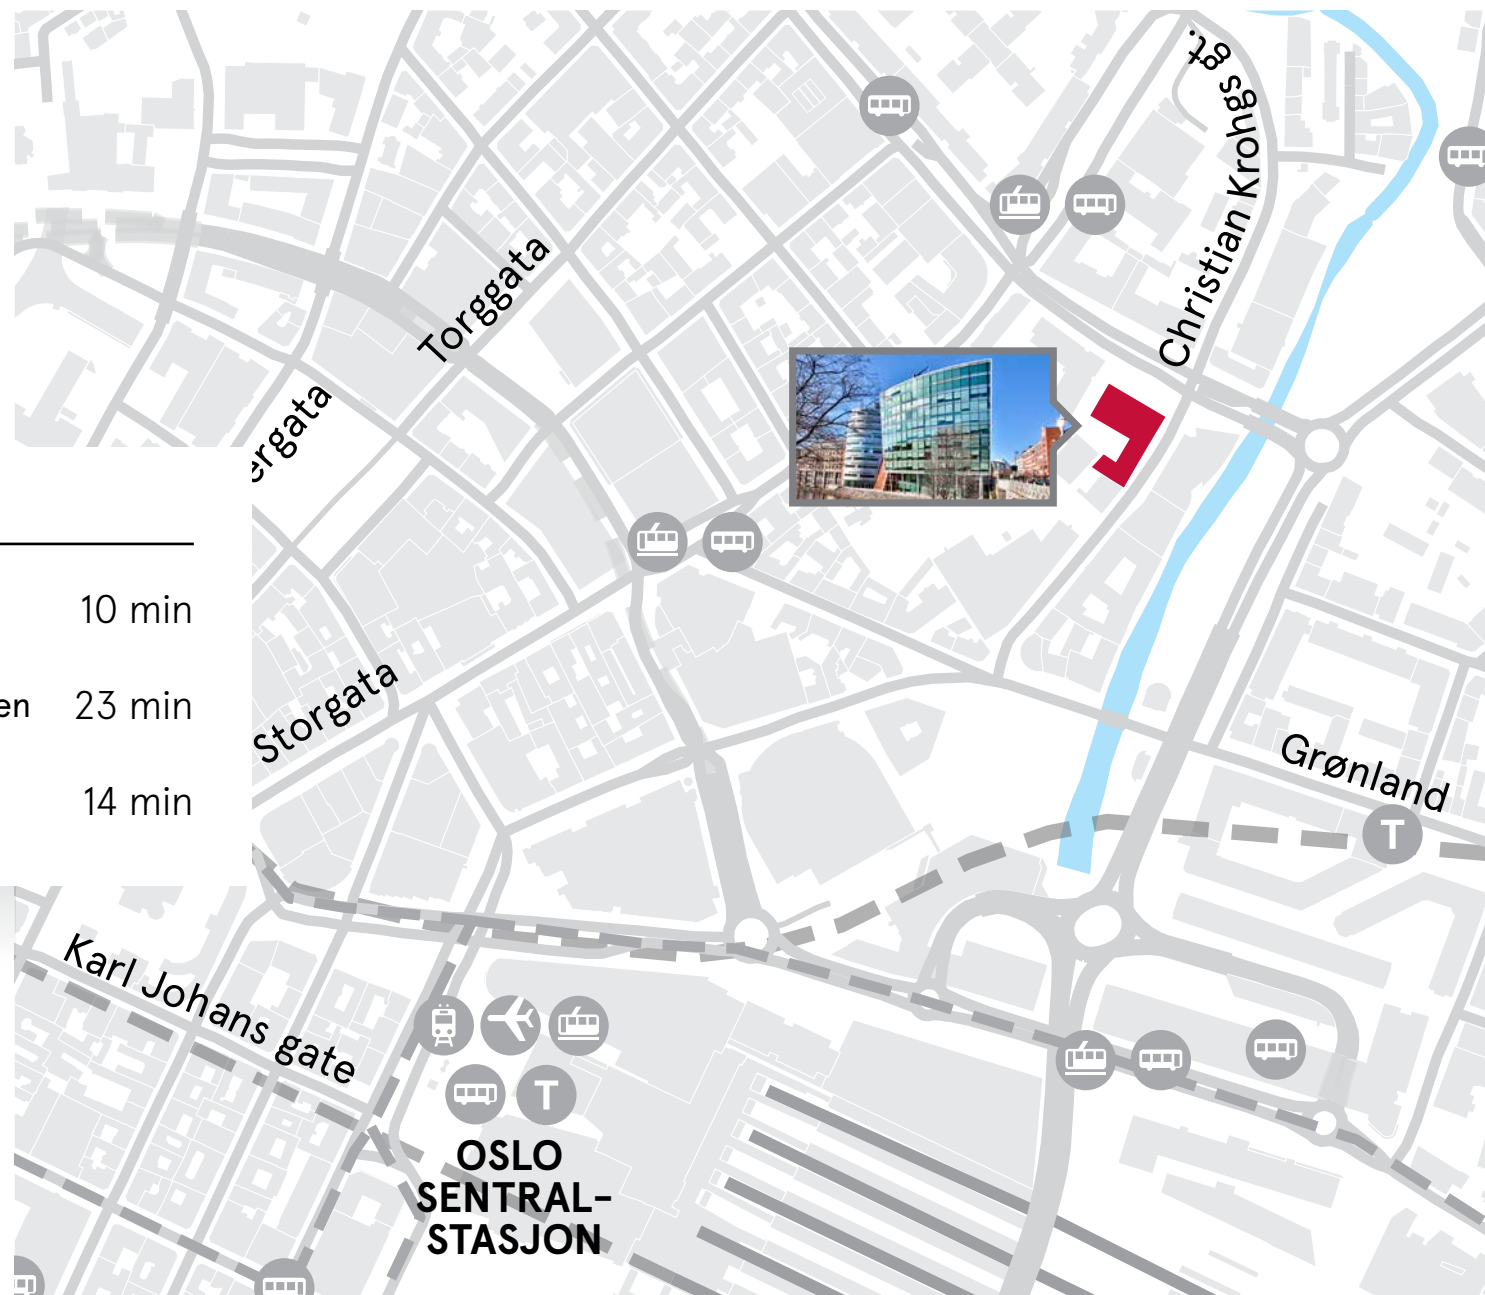 Christian Krohgs gt.
Torggata
ergata
10 min
en 23 min
14 min
Storgata
Grønland
T
Karl Johans gate
T
OSLO
SENTRAL-
STASJON